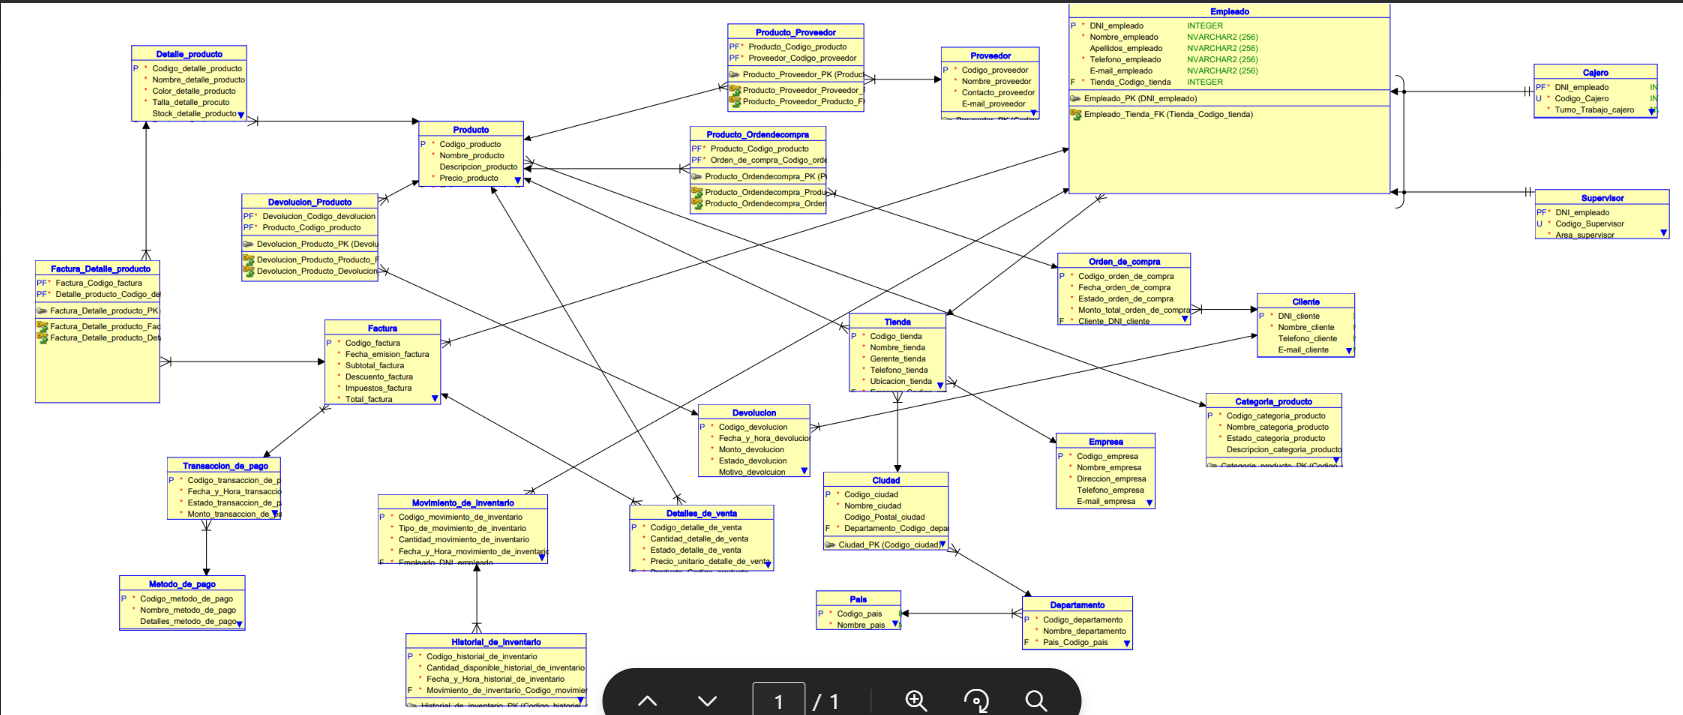 Detalle_producto
P * Codigo_detalle_producto
* Nombre_detalle_producto
* Color_detalle_producto
* Talla_detalle_procuto
* Stock_detalle_producto
Producto_Proveedor
PF* Producto_Codigo_producto
PF* Proveedor_Codigo_proveedor
Producto_Proveedor_PK (Produc
Producto_Proveedor_Proveedor_
Producto_Proveedor_Producto_F
Proveedor
P * Codigo_proveedor
* Nombre_proveedor
* Contacto_proveedor
E-mail_proveedor
Empleado
P * DNI_empleado INTEGER
* Nombre_empleado NVARCHAR2 (256)
Apellidos_empleado NVARCHAR2 (256)
* Telefono_empleado NVARCHAR2 (256)
E-mail_empleado NVARCHAR2 (256)
F * Tienda_Codigo_tienda INTEGER
Empleado_PK (DNI_empleado)
Empleado_Tienda_FK (Tienda_Codigo_tienda)
Cajero
PF* DNI_empleado IN
U * Codigo_Cajero IN
* Turno_Trabajo_cajero
Supervisor
PF* DNI_empleado
U * Codigo_Supervisor
* Area_supervisor
Producto
P * Codigo_producto
* Nombre_producto
Descripcion_producto
* Precio_producto
Producto_Ordendecompra
PF* Producto_Codigo_producto
PF* Orden_de_compra_Codigo_orde
Producto_Ordendecompra_PK (P
Producto_Ordendecompra_Produ
Producto_Ordendecompra_Orden
Devolucion_Producto
PF* Devolucion_Codigo_devolucion
PF* Producto_Codigo_producto
Devolucion_Producto_PK (Devolu
Devolucion_Producto_Producto_F
Devolucion_Producto_Devolucion
Factura_Detalle_producto
PF* Factura_Codigo_factura
PF* Detalle_producto_Codigo_de
Factura_Detalle_producto_PK
Factura_Detalle_producto_Fac
Factura_Detalle_producto_Det
Orden_de_compra
P * Codigo_orden_de_compra
* Fecha_orden_de_compra
* Estado_orden_de_compra
* Monto_total_orden_de_compra
F * Cliente_DNI_cliente
Cliente
P * DNI_cliente
* Nombre_cliente
Telefono_cliente
E-mail_cliente
Factura
P * Codigo_factura
* Fecha_emision_factura
* Subtotal_factura
* Descuento_factura
* Impuestos_factura
* Total_factura
Tienda
P * Codigo_tienda
* Nombre_tienda
* Gerente_tienda
* Telefono_tienda
* Ubicacion_tienda
Devolucion
P * Codigo_devolucion
* Fecha_y_hora_devolucion
* Monto_devolucion
* Estado_devolucion
Motivo_devolcuion
Categoria_producto
P * Codigo_categoria_producto
* Nombre_categoria_producto
* Estado_categoria_producto
Descripcion_categoria_producto
Categoria_producto_PK (Codigo
Empresa
P * Codigo_empresa
* Nombre_empresa
* Direccion_empresa
Telefono_empresa
* E-mail_empresa
Transaccion_de_pago
P * Codigo_transaccion_de_p
* Fecha_y_Hora_transaccio
* Estado_transaccion_de_p
* Monto_transaccion_de_pa
Ciudad
P * Codigo_ciudad
* Nombre_ciudad
Codigo_Postal_ciudad
F * Departamento_Codigo_depar
Ciudad_PK (Codigo_ciudad)
Movimiento_de_inventario
P * Codigo_movimiento_de_inventario
* Tipo_de_movimiento_de_inventario
* Cantidad_movimiento_de_inventario
* Fecha_y_Hora_movimiento_de_inventario
F * Empleado_DNI_empleado
Detalles_de_venta
P * Codigo_detalle_de_venta
* Cantidad_detalle_de_venta
* Estado_detalle_de_venta
* Precio_unitario_detalle_de_venta
F * Producto_Codigo_producto
Metodo_de_pago
P * Codigo_metodo_de_pago
* Nombre_metodo_de_pago
Detalles_metodo_de_pago
Pais
P * Codigo_pais
* Nombre_pais
Departamento
P * Codigo_departamento
* Nombre_departamento
F * Pais_Codigo_pais
Historial_de_inventario
P * Codigo_historial_de_inventario
* Cantidad_disponible_historial_de_inventario
* Fecha_y_Hora_historial_de_inventario
F * Movimiento_de_inventario_Codigo_movimien
Historial_de_inventario_PK (Codigo_historial
1 / 1